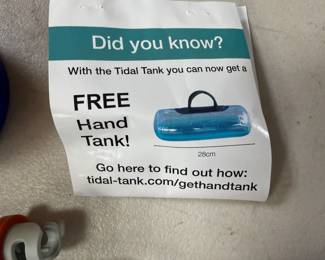 Did you know?
With the Tidal Tank you can now get a
FREE
Hand
Tank!
28cm
Go here to find out how:
tidal-tank.com/gethandtank